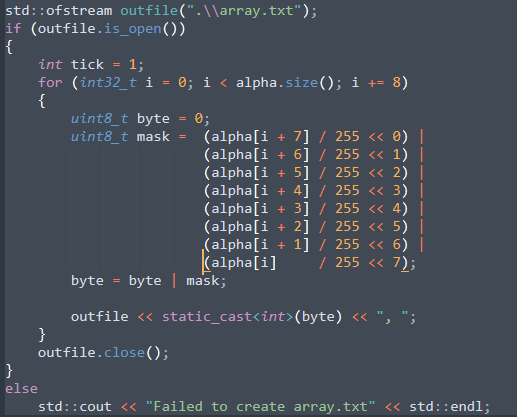 std::ofstream outfile(".\\array.txt");
if (outfile.is_open())
{
    int tick = 1;
    for (int32_t i = 0; i < alpha.size(); i += 8)
    {
        uint8_t byte = 0;
        uint8_t mask =  (alpha[i + 7] / 255 << 0) |
                        (alpha[i + 6] / 255 << 1) |
                        (alpha[i + 5] / 255 << 2) |
                        (alpha[i + 4] / 255 << 3) |
                        (alpha[i + 3] / 255 << 4) |
                        (alpha[i + 2] / 255 << 5) |
                        (alpha[i + 1] / 255 << 6) |
                        (alpha[i]     / 255 << 7);
        byte = byte | mask;

        outfile << static_cast<int>(byte) << ", ";
    }
    outfile.close();
}
else
    std::cout << "Failed to create array.txt" << std::endl;